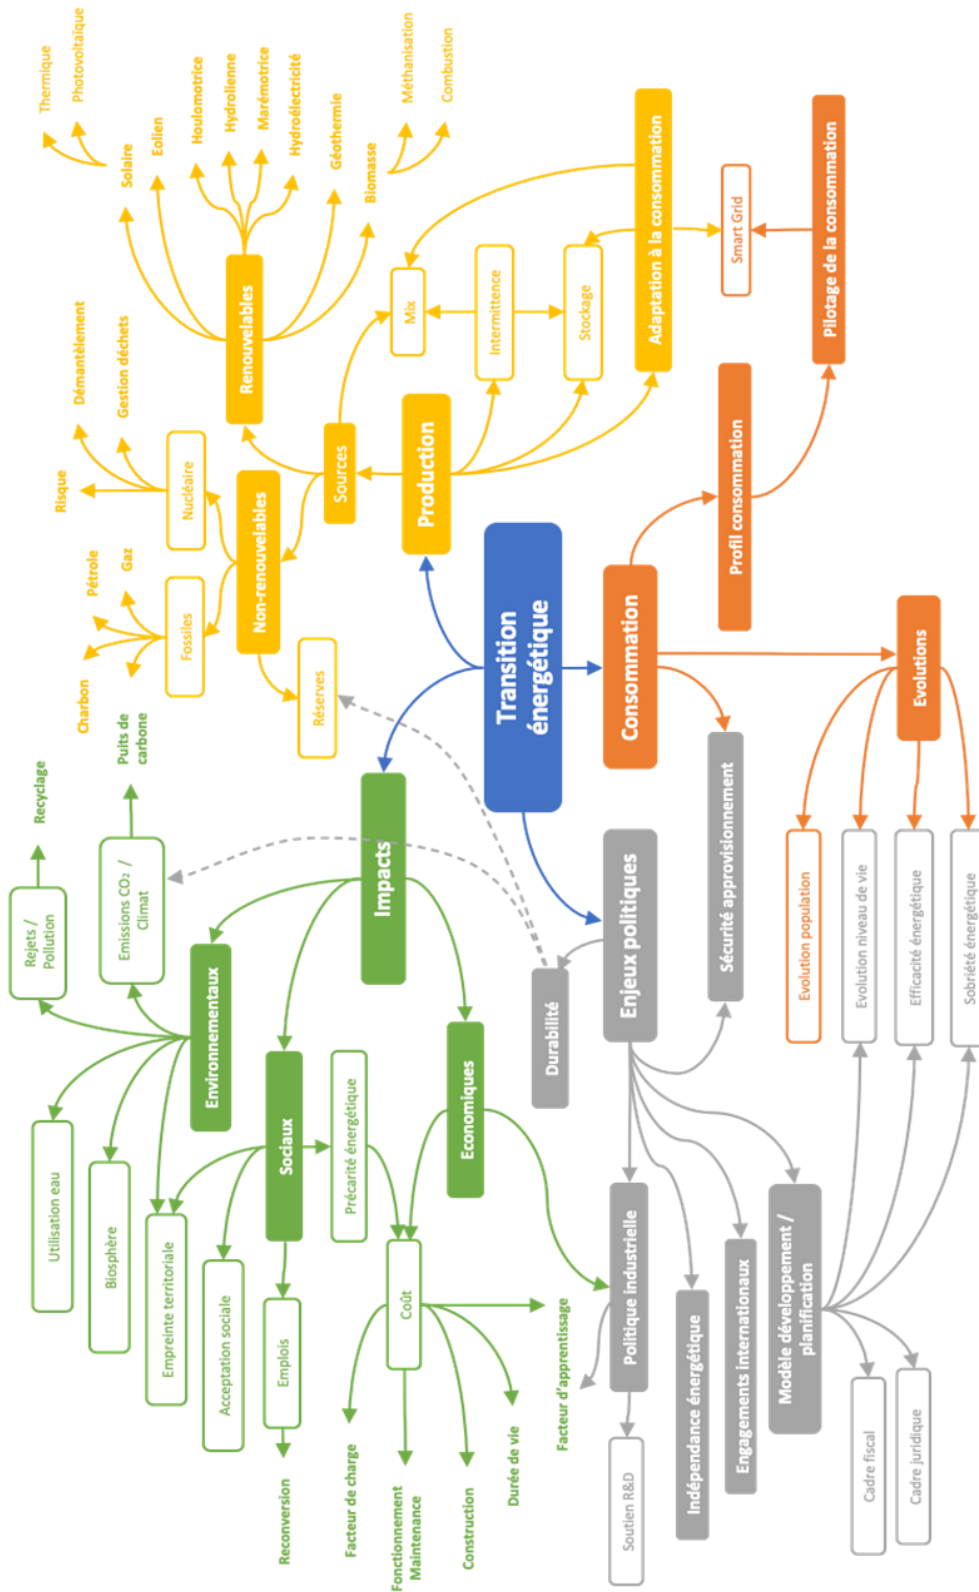 Transition
énergétique
Production
Sources
Renouvelables
Solaire
Thermique
Photovoltaïque
Eolien
Houlomotrice
Hydrolienne
Marémotrice
Hydroélectricité
Géothermie
Biomasse
Méthanisation
Combustion
Non-renouvelables
Nucléaire
Risque
Démantèlement
Gestion déchets
Fossiles
Charbon
Pétrole
Gaz
Réserves
Mix
Intermittence
Stockage
Adaptation à la consommation
Smart Grid
Consommation
Profil consommation
Pilotage de la consommation
Evolutions
Evolution population
Evolution niveau de vie
Efficacité énergétique
Sobriété énergétique
Sécurité approvisionnement
Enjeux politiques
Durabilité
Politique industrielle
Soutien R&D
Indépendance énergétique
Engagements internationaux
Modèle développement /
planification
Cadre fiscal
Cadre juridique
Impacts
Environnementaux
Rejets /
Pollution
Recyclage
Emissions CO₂ /
Climat
Puits de
carbone
Utilisation eau
Biosphère
Empreinte territoriale
Sociaux
Acceptation sociale
Emplois
Reconversion
Précarité énergétique
Economiques
Coût
Facteur de charge
Fonctionnement
Maintenance
Construction
Durée de vie
Facteur d'apprentissage